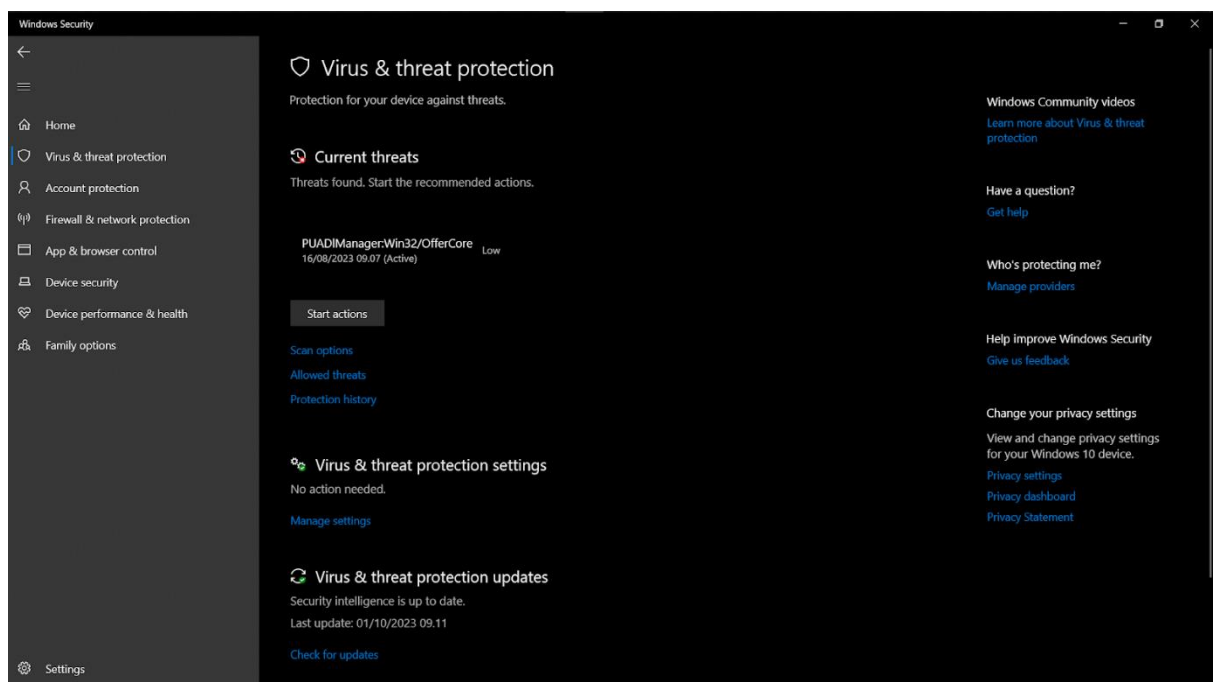 Windows Security
Home
Virus & threat protection
Account protection
Firewall & network protection
App & browser control
Device security
Device performance & health
Family options
Settings
Virus & threat protection
Protection for your device against threats.
Current threats
Threats found. Start the recommended actions.
PUADlManager:Win32/OfferCore
Low
16/08/2023 09.07 (Active)
Start actions
Scan options
Allowed threats
Protection history
Virus & threat protection settings
No action needed.
Manage settings
Virus & threat protection updates
Security intelligence is up to date.
Last update: 01/10/2023 09.11
Check for updates
Windows Community videos
Learn more about Virus & threat
protection
Have a question?
Get help
Who's protecting me?
Manage providers
Help improve Windows Security
Give us feedback
Change your privacy settings
View and change privacy settings
for your Windows 10 device.
Privacy settings
Privacy dashboard
Privacy Statement